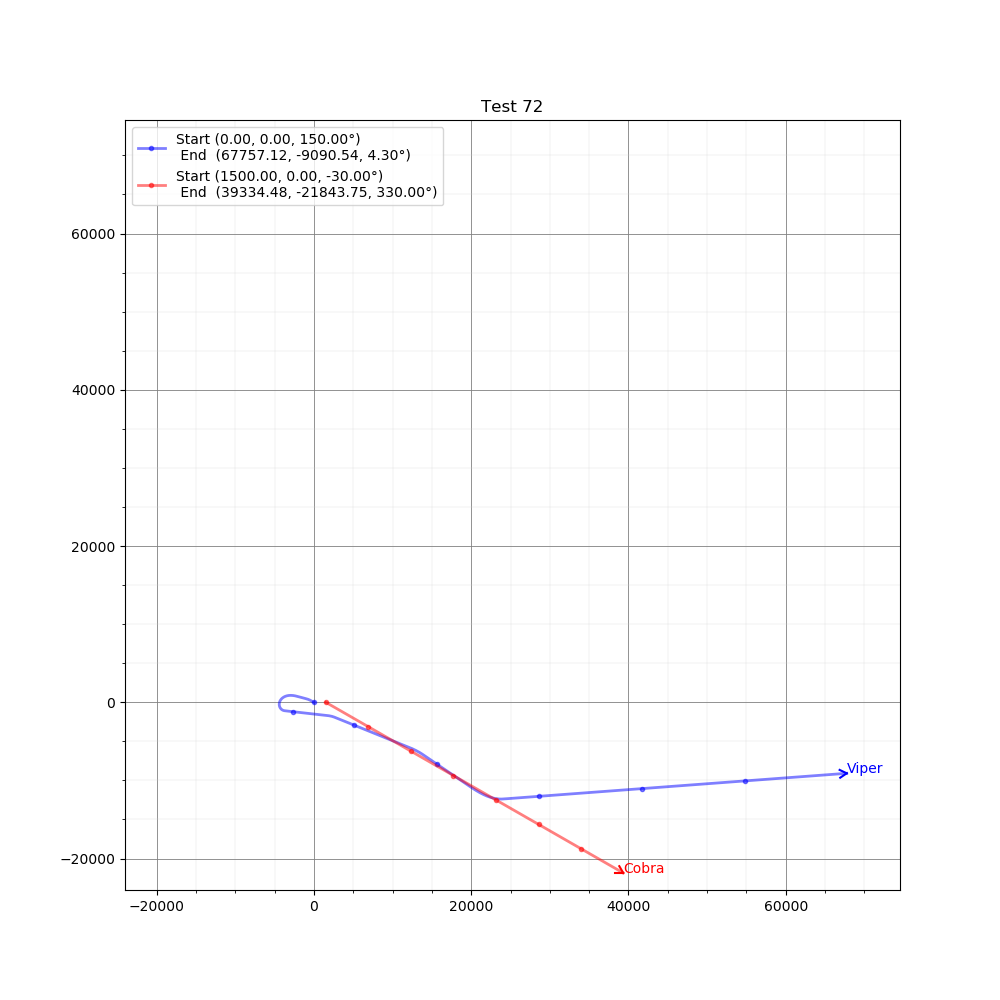 Test 72
Start (0.00, 0.00, 150.00°)
End  (67757.12, -9090.54, 4.30°)
Start (1500.00, 0.00, -30.00°)
End  (39334.48, -21843.75, 330.00°)
60000
40000
20000
0
−20000
Viper
Cobra
−20000 0 20000 40000 60000